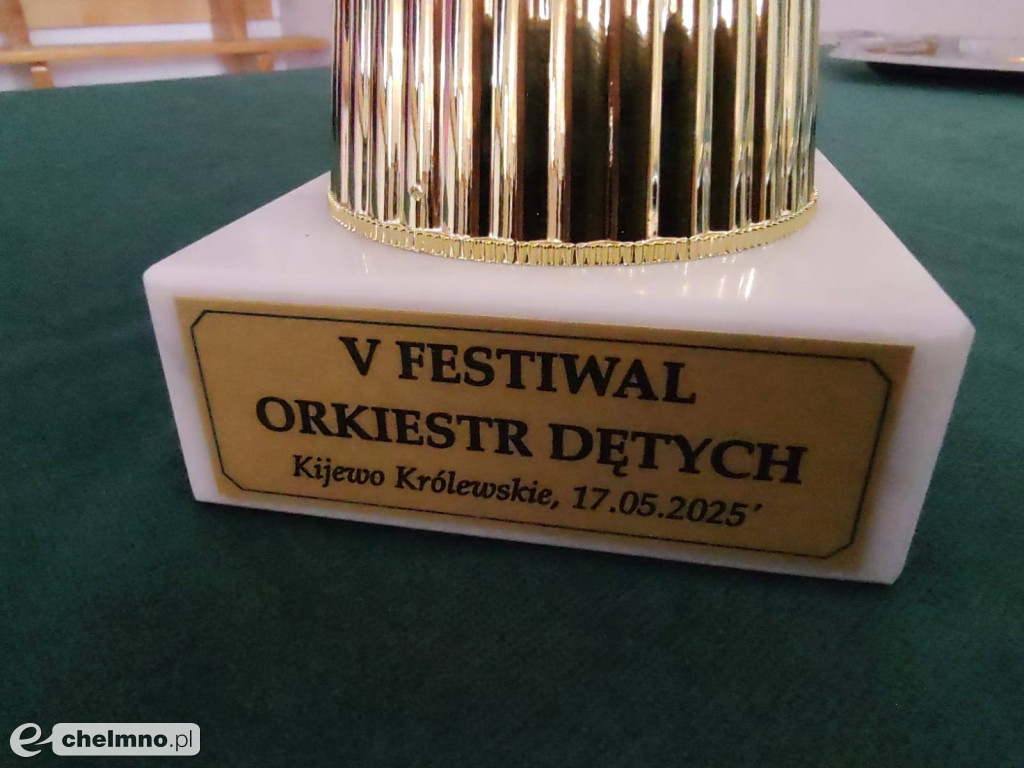 V FESTIWAL
ORKIESTR DĘTYCH
Kijewo Królewskie, 17.05.2025′
e chelmno.pl